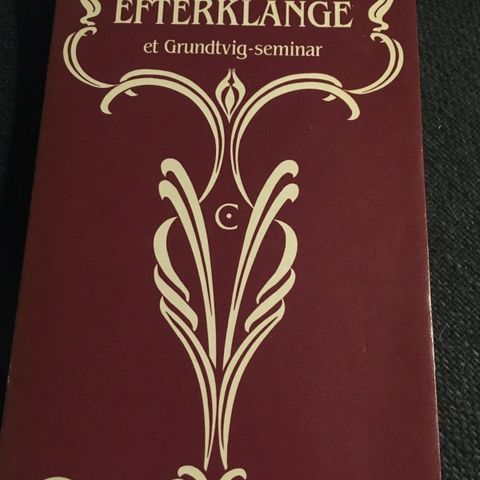 EFTERKLANGE
et Grundtvig-seminar
C